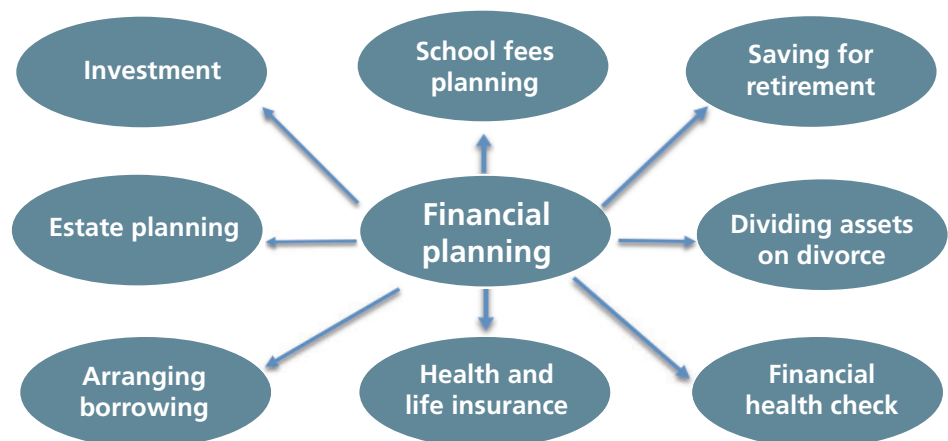 Investment
School fees
planning
Saving for
retirement
Estate planning
Financial
planning
Dividing assets
on divorce
Arranging
borrowing
Health and
life insurance
Financial
health check